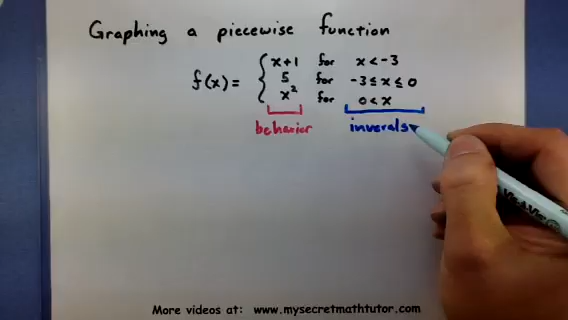 Graphing a piecewise function
f(x) = { x+1 for x < -3
5 for -3 ≤ x ≤ 0
x² for 0 < x
behavior inverals
More videos at: www.mysecretmathtutor.com